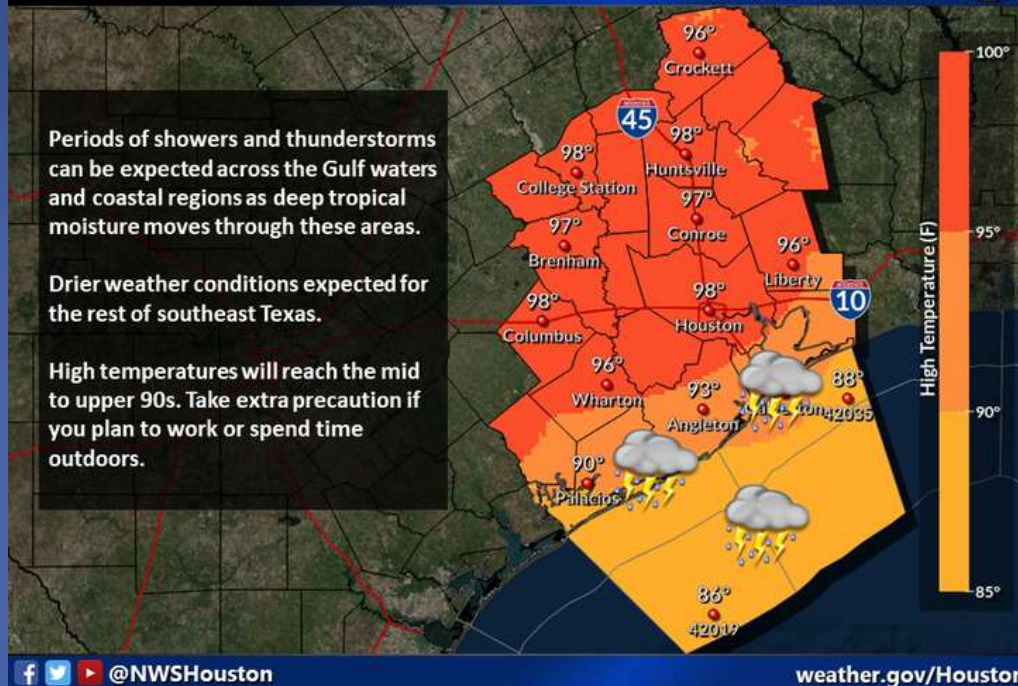 Periods of showers and thunderstorms
can be expected across the Gulf waters
and coastal regions as deep tropical
moisture moves through these areas.
Drier weather conditions expected for
the rest of southeast Texas.
High temperatures will reach the mid
to upper 90s. Take extra precaution if
you plan to work or spend time
outdoors.
96°
Crockett
45
98°
Huntsville
98°
College Station
97°
Conroe
97°
Brenham
96°
Liberty
10
98°
Columbus
98°
Houston
96°
Wharton
93°
Angleton
88°
42035
90°
Palacios
86°
42019
High Temperature (F)
100°
95°
90°
85°
@NWSHouston
weather.gov/Houston